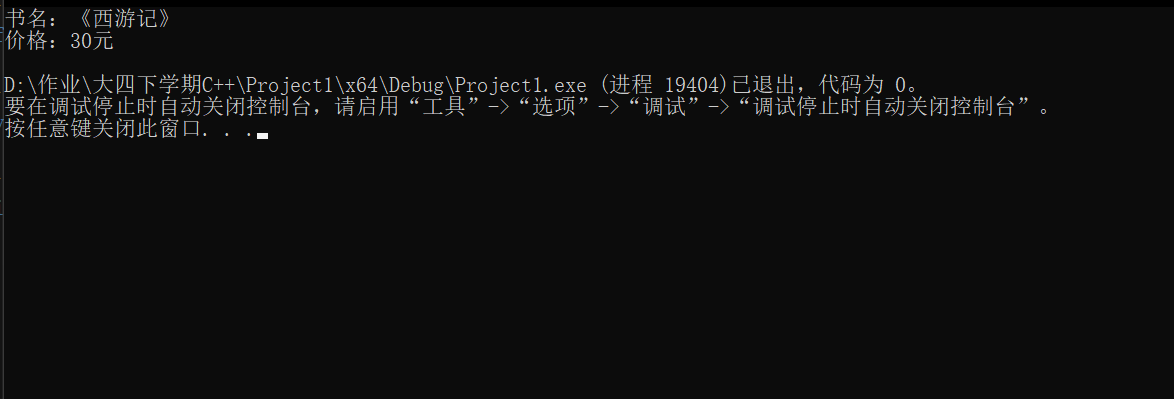 书名：《西游记》
价格：30元
D:\作业\大四下学期C++\Project1\x64\Debug\Project1.exe (进程 19404)已退出，代码为 0。
要在调试停止时自动关闭控制台，请启用“工具”->“选项”->“调试”->“调试停止时自动关闭控制台”。
按任意键关闭此窗口. . .